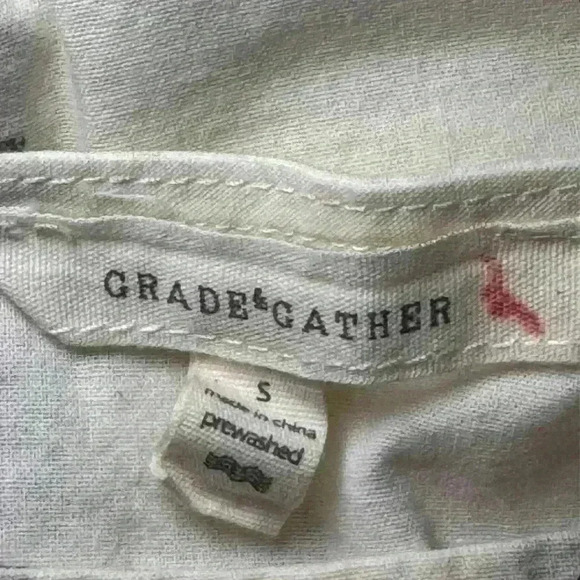 GRADE & GATHER
S
made in china
prewashed